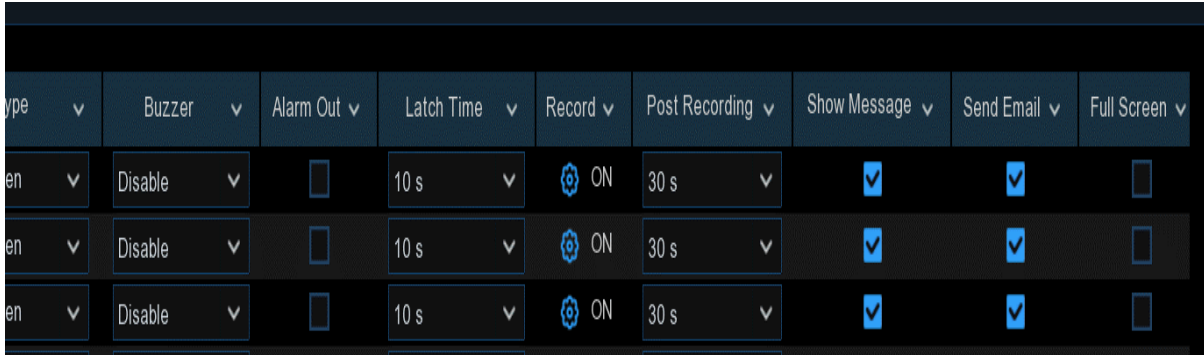 ype Buzzer Alarm Out Latch Time Record Post Recording Show Message Send Email Full Screen
en Disable 10 s ON 30 s
en Disable 10 s ON 30 s
en Disable 10 s ON 30 s